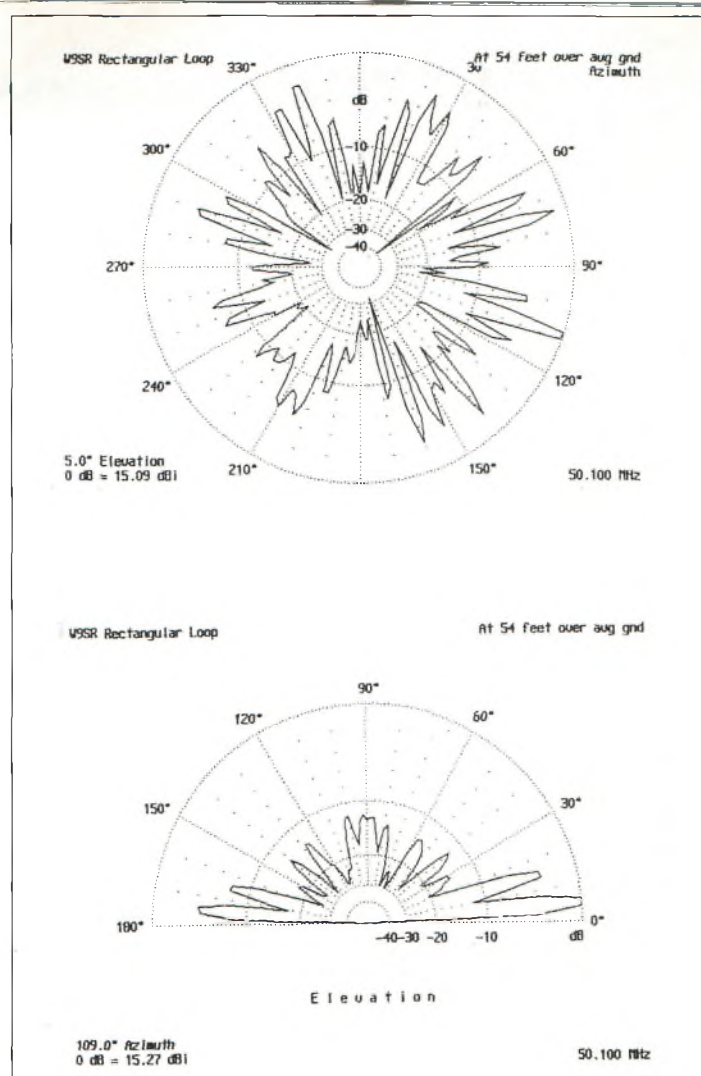 W9SR Rectangular Loop
At 54 feet over avg gnd
Azimuth
330°
30
dB
300°
60°
-10
-20
-30
-40
270°
90°
240°
120°
210°
150°
5.0° Elevation
0 dB = 15.09 dBi
50.100 MHz
W9SR Rectangular Loop
At 54 feet over avg gnd
90°
120°
60°
150°
30°
180°
0°
-40-30 -20 -10 dB
Elevation
109.0° Azimuth
0 dB = 15.27 dBi
50.100 MHz